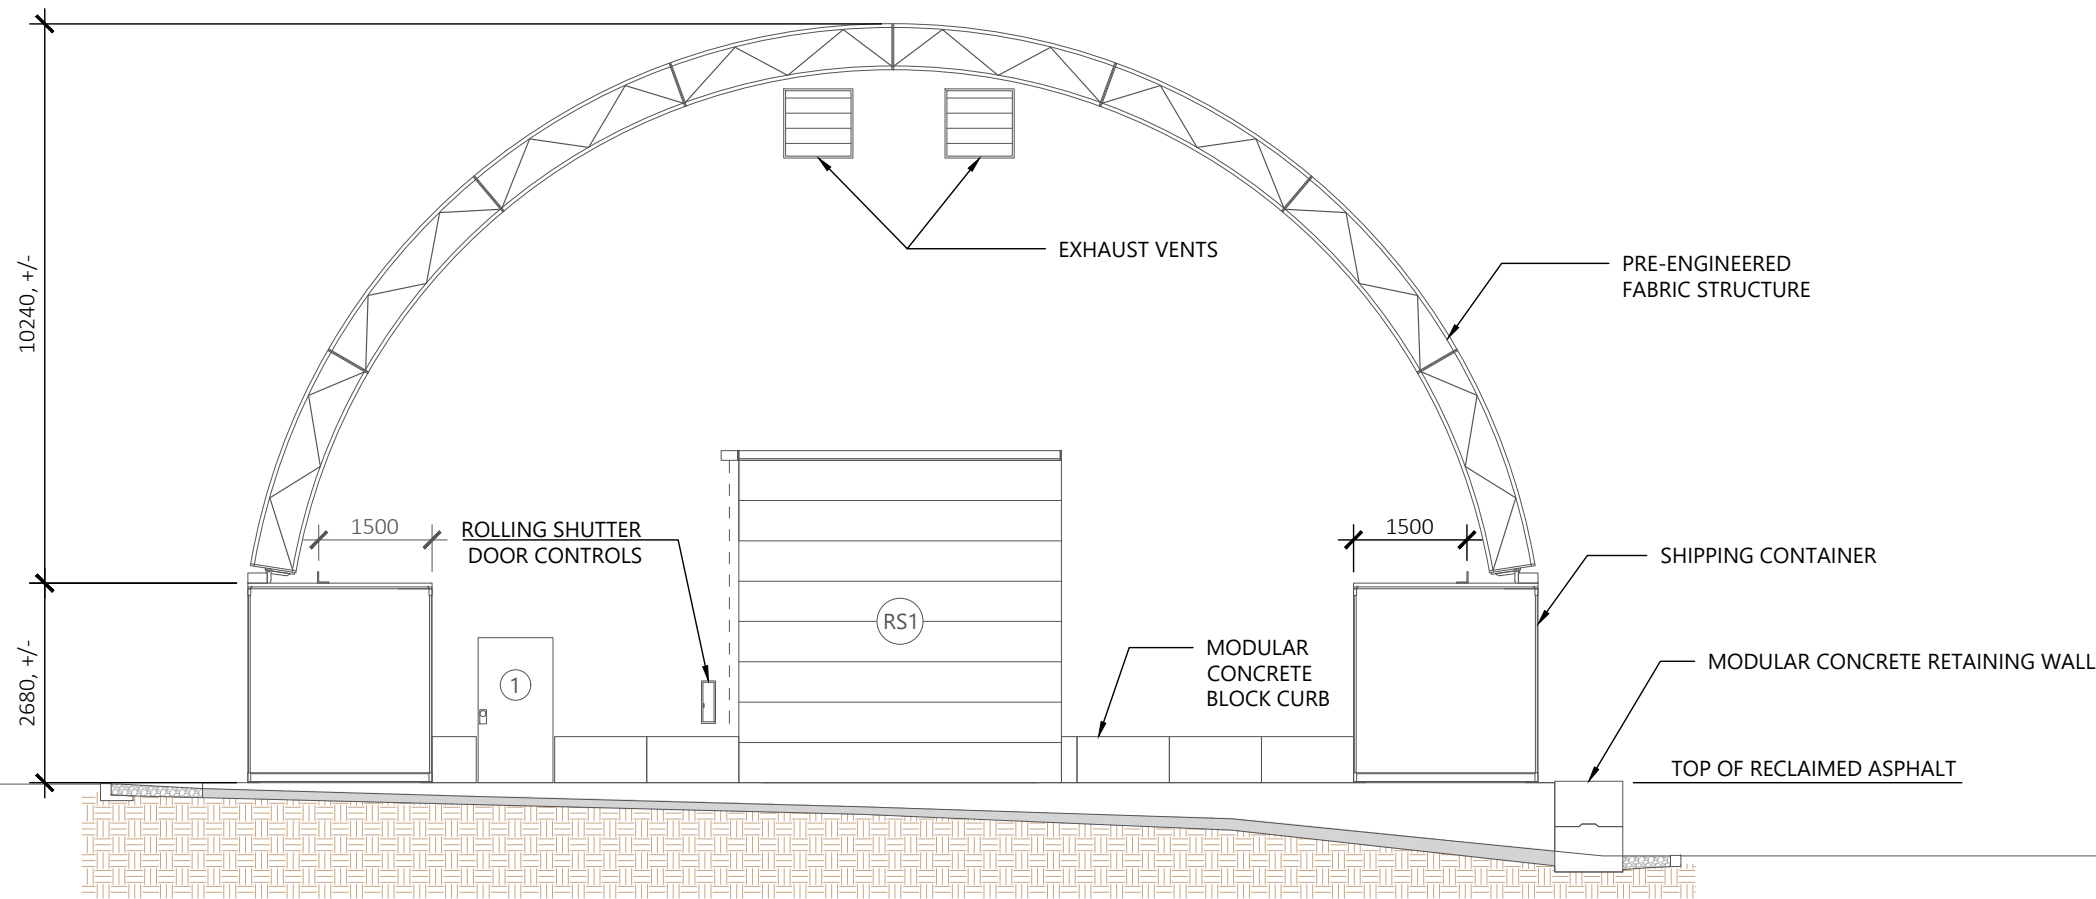 10240, +/-
EXHAUST VENTS
PRE-ENGINEERED
FABRIC STRUCTURE
1500
ROLLING SHUTTER
DOOR CONTROLS
1500
SHIPPING CONTAINER
RS1
2680, +/-
1
MODULAR
CONCRETE
BLOCK CURB
MODULAR CONCRETE RETAINING WALL
TOP OF RECLAIMED ASPHALT